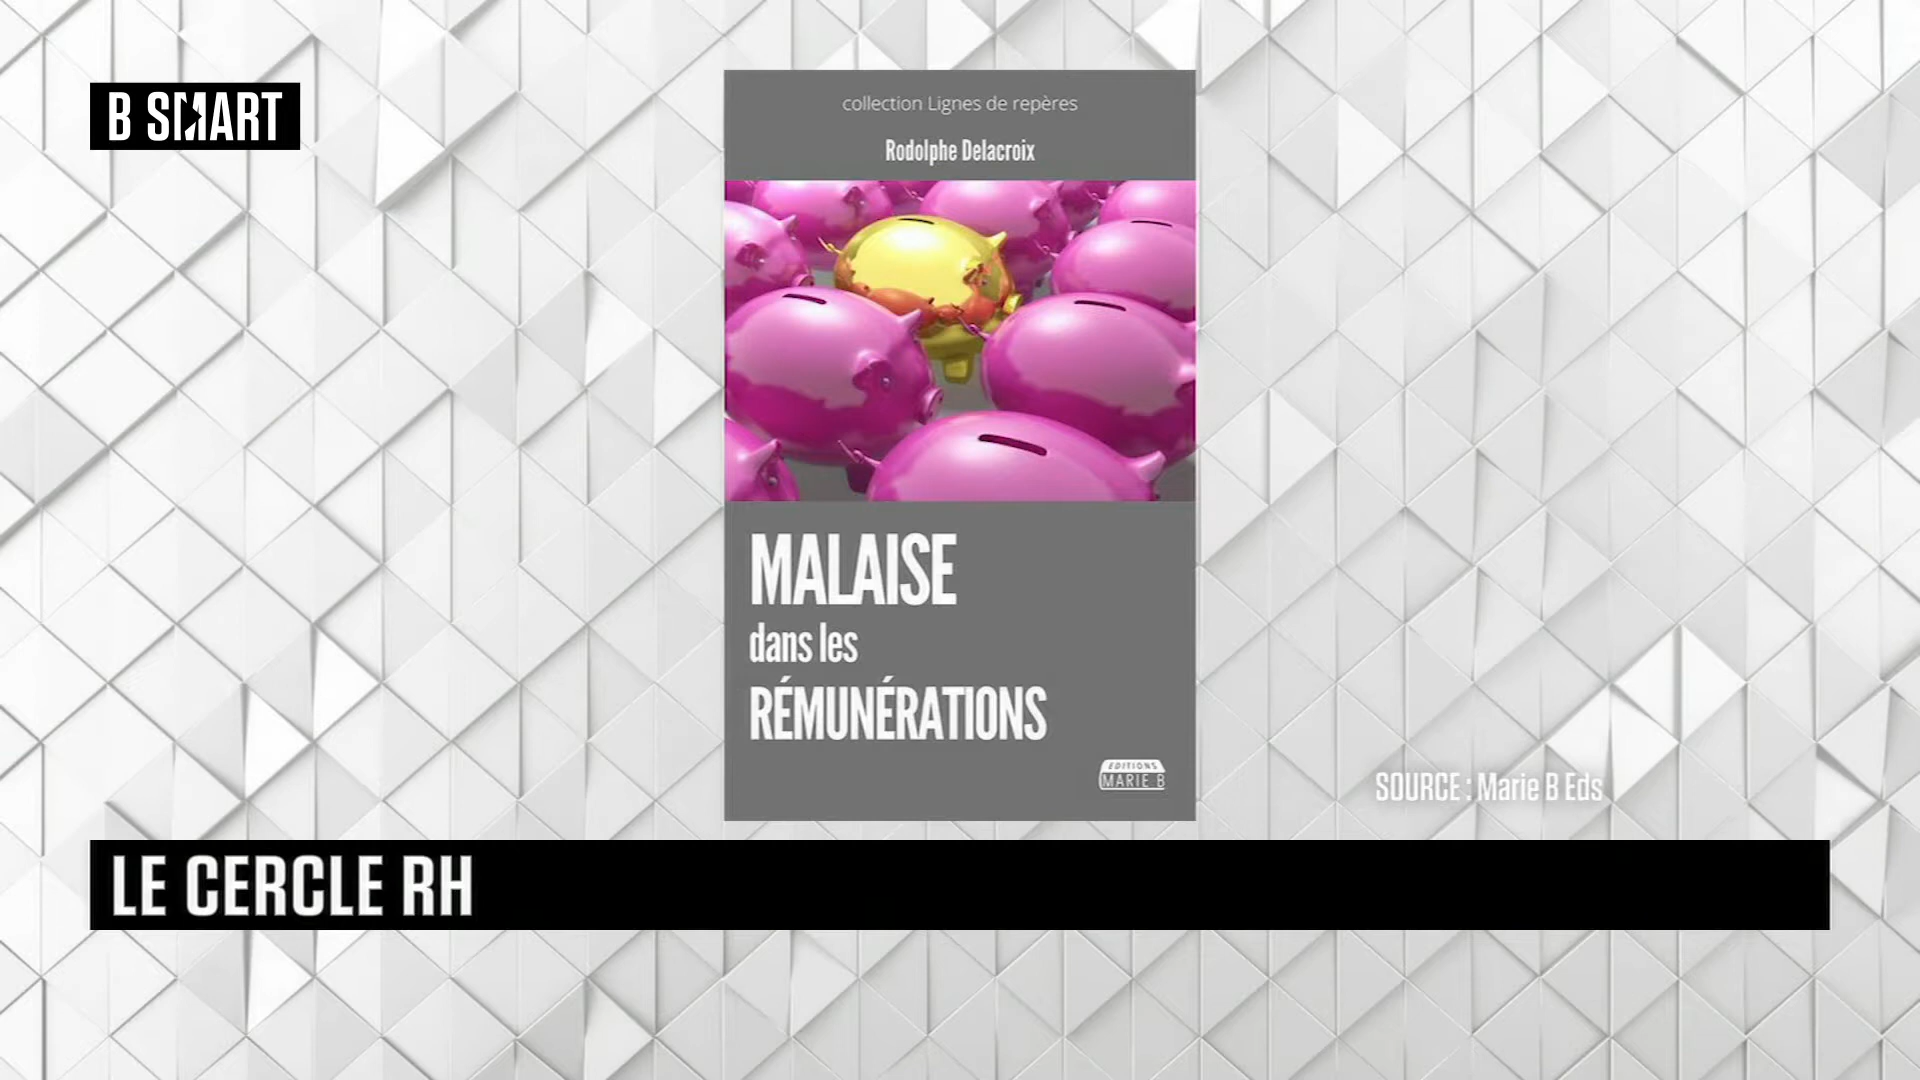 B SMART
collection Lignes de repères
Rodolphe Delacroix
MALAISE
dans les
RÉMUNÉRATIONS
EDITIONS
MARIE B
SOURCE : Marie B Eds
LE CERCLE RH